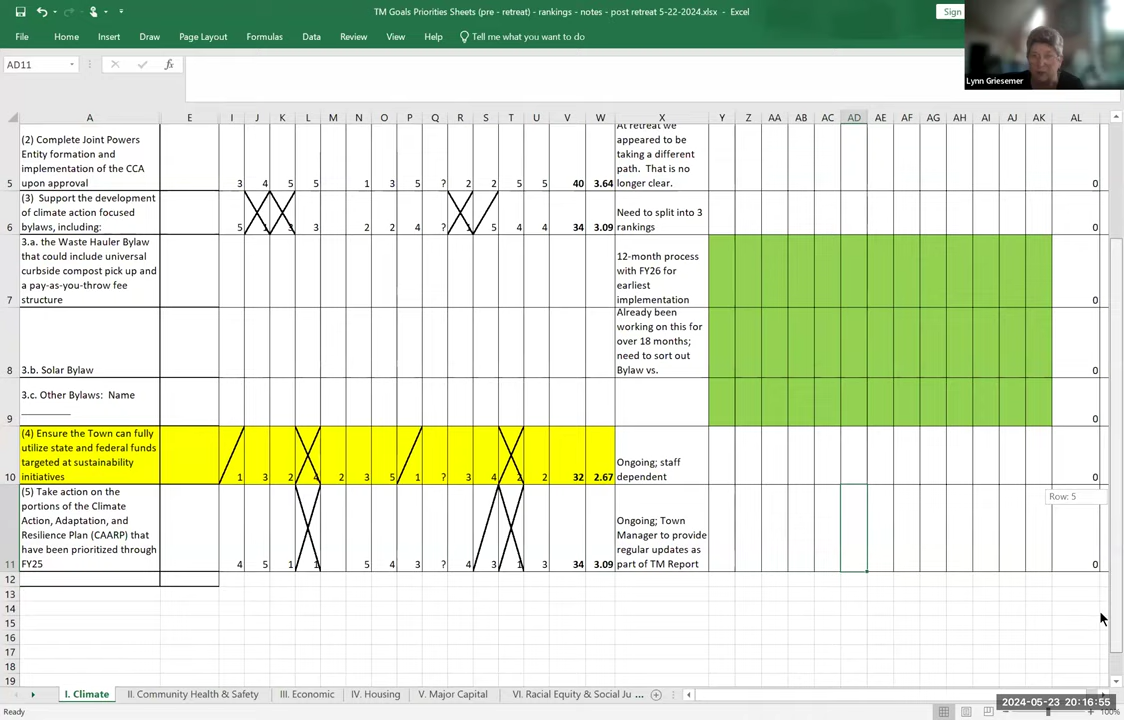 TM Goals Priorities Sheets (pre - retreat) - rankings - notes - post retreat 5-22-2024.xlsx - Excel
Sign
File Home Insert Draw Page Layout Formulas Data Review View Help Tell me what you want to do
Lynn Griesemer
AD11
fx
A E I J K L M N O P Q R S T U V W X Y Z AA AB AC AD AE AF AG AH AI AJ AK AL
(2) Complete Joint Powers
Entity formation and
implementation of the CCA
upon approval
5
3 4 5 5 1 3 5 ? 2 2 5 5 40 3.64
At retreat we
appeared to be
taking a different
path. That is no
longer clear.
0
(3) Support the development
of climate action focused
bylaws, including:
6
5 3 2 2 4 ? 5 4 4 34 3.09
Need to split into 3
rankings
0
3.a. the Waste Hauler Bylaw
that could include universal
curbside compost pick up and
a pay-as-you-throw fee
structure
7
12-month process
with FY26 for
earliest
implementation
0
3.b. Solar Bylaw
8
Already been
working on this for
over 18 months;
need to sort out
Bylaw vs.
0
3.c. Other Bylaws: Name
__________
9
0
(4) Ensure the Town can fully
utilize state and federal funds
targeted at sustainability
initiatives
10
1 3 2 4 2 3 5 1 ? 3 4 2 2 32 2.67
Ongoing; staff
dependent
0
Row: 5
(5) Take action on the
portions of the Climate
Action, Adaptation, and
Resilience Plan (CAARP) that
have been prioritized through
FY25
11
4 5 1 1 5 4 3 ? 4 3 1 3 34 3.09
Ongoing; Town
Manager to provide
regular updates as
part of TM Report
0
12
13
14
15
16
17
18
19
I. Climate II. Community Health & Safety III. Economic IV. Housing V. Major Capital VI. Racial Equity & Social Ju ...
2024-05-23 20:16:55
Ready
100%